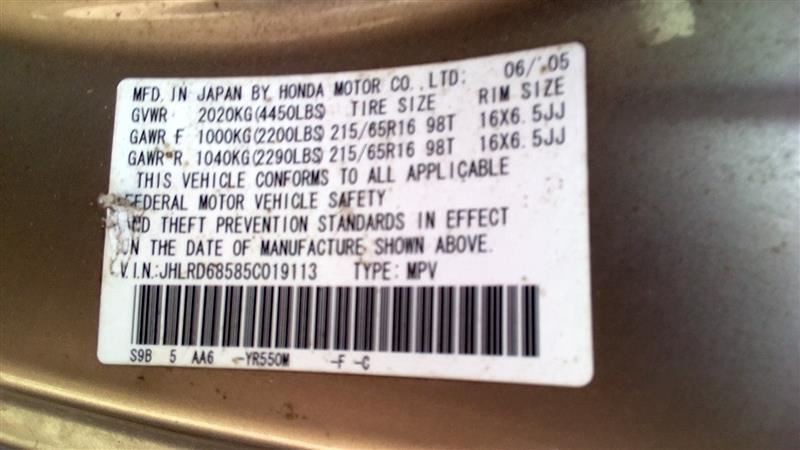 MFD. IN JAPAN BY HONDA MOTOR CO., LTD: 06/'05
GVWR 2020KG(4450LBS) TIRE SIZE RIM SIZE
GAWR F 1000KG(2200LBS) 215/65R16 98T 16X6.5JJ
GAWR R 1040KG(2290LBS) 215/65R16 98T 16X6.5JJ
THIS VEHICLE CONFORMS TO ALL APPLICABLE
FEDERAL MOTOR VEHICLE SAFETY
AND THEFT PREVENTION STANDARDS IN EFFECT
ON THE DATE OF MANUFACTURE SHOWN ABOVE.
V.I.N.:JHLRD68585C019113 TYPE: MPV
S9B 5 AA6 -YR550M -F -C